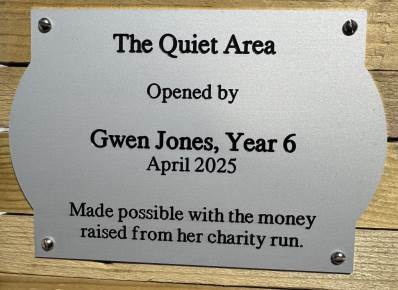 The Quiet Area
Opened by
Gwen Jones, Year 6
April 2025
Made possible with the money
raised from her charity run.